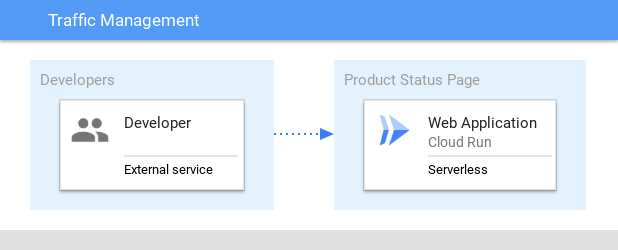 Traffic Management
Developers
Developer
External service
Product Status Page
Web Application
Cloud Run
Serverless